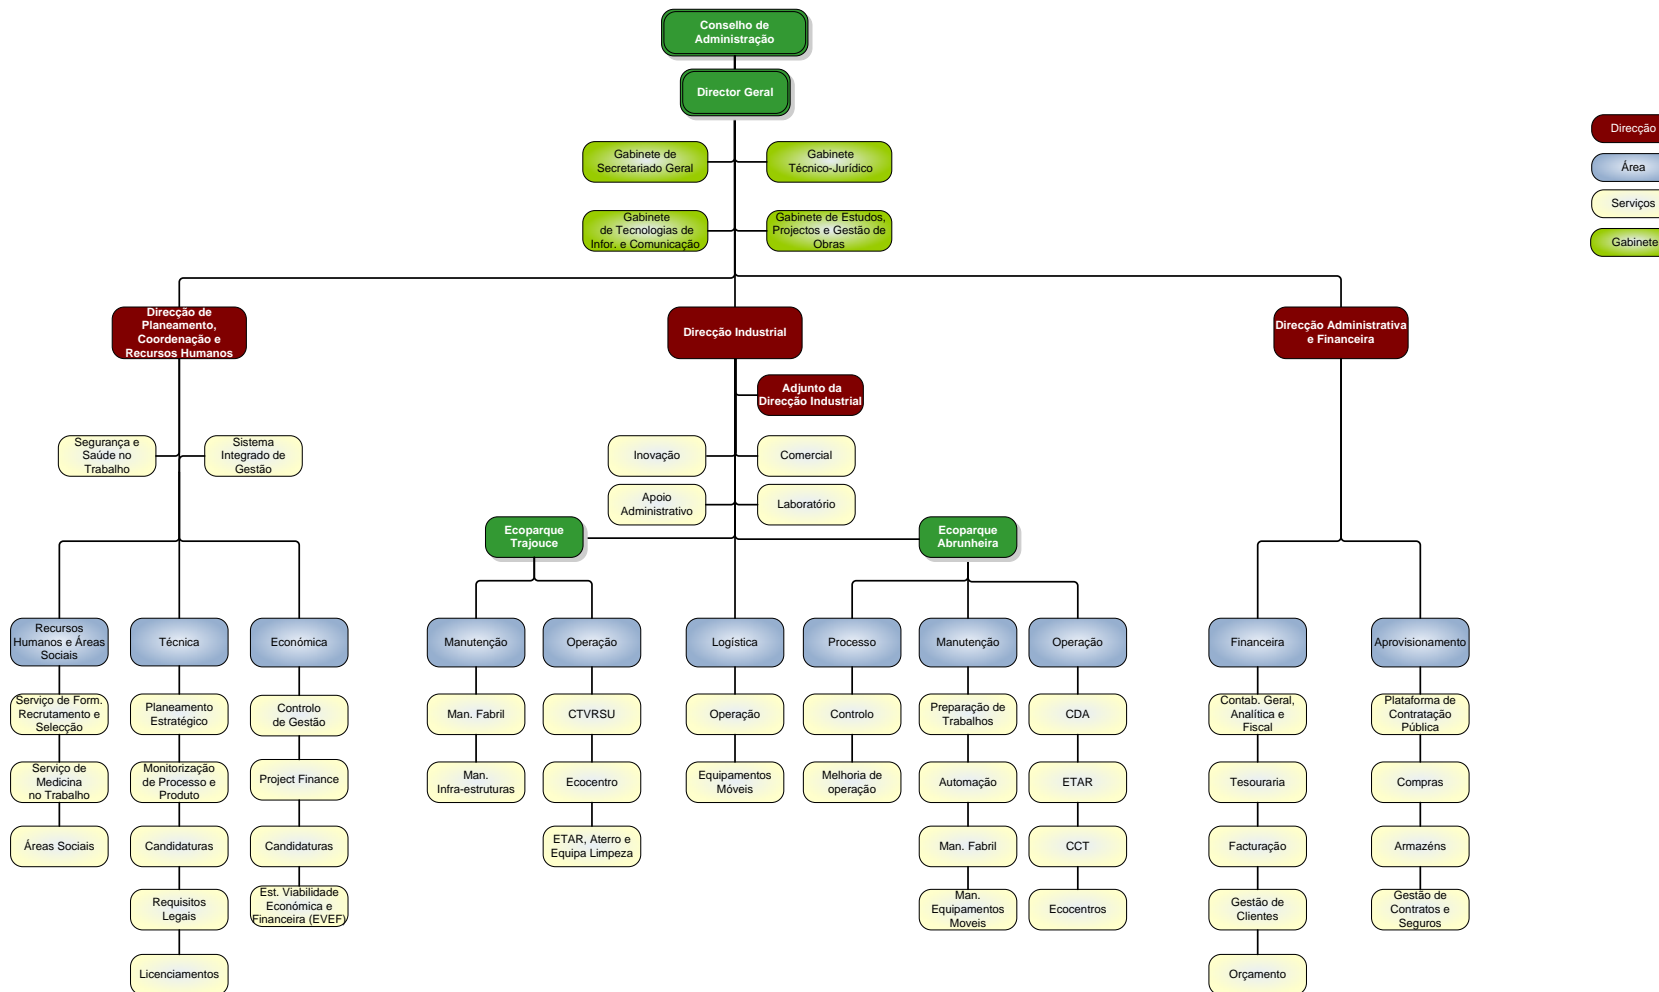 Conselho de
Administração
Director Geral
Gabinete de
Secretariado Geral
Gabinete
Técnico-Jurídico
Gabinete
de Tecnologias de
Infor. e Comunicação
Gabinete de Estudos,
Projectos e Gestão de
Obras
Direcção
Área
Serviços
Gabinete
Direcção de
Planeamento,
Coordenação e
Recursos Humanos
Direcção Industrial
Direcção Administrativa
e Financeira
Adjunto da
Direcção Industrial
Segurança e
Saúde no
Trabalho
Sistema
Integrado de
Gestão
Inovação
Comercial
Apoio
Administrativo
Laboratório
Ecoparque
Trajouce
Ecoparque
Abrunheira
Recursos
Humanos e Áreas
Sociais
Técnica
Económica
Manutenção
Operação
Logística
Processo
Manutenção
Operação
Financeira
Aprovisionamento
Serviço de Form.
Recrutamento e
Selecção
Planeamento
Estratégico
Controlo
de Gestão
Man. Fabril
CTVRSU
Operação
Controlo
Preparação de
Trabalhos
CDA
Contab. Geral,
Analítica e
Fiscal
Plataforma de
Contratação
Pública
Serviço de
Medicina
no Trabalho
Monitorização
de Processo e
Produto
Project Finance
Man.
Infra-estruturas
Ecocentro
Equipamentos
Móveis
Melhoria de
operação
Automação
ETAR
Tesouraria
Compras
Áreas Sociais
Candidaturas
Candidaturas
ETAR, Aterro e
Equipa Limpeza
Man. Fabril
CCT
Facturação
Armazéns
Requisitos
Legais
Est. Viabilidade
Económica e
Financeira (EVEF)
Man.
Equipamentos
Moveis
Ecocentros
Gestão de
Clientes
Gestão de
Contratos e
Seguros
Licenciamentos
Orçamento